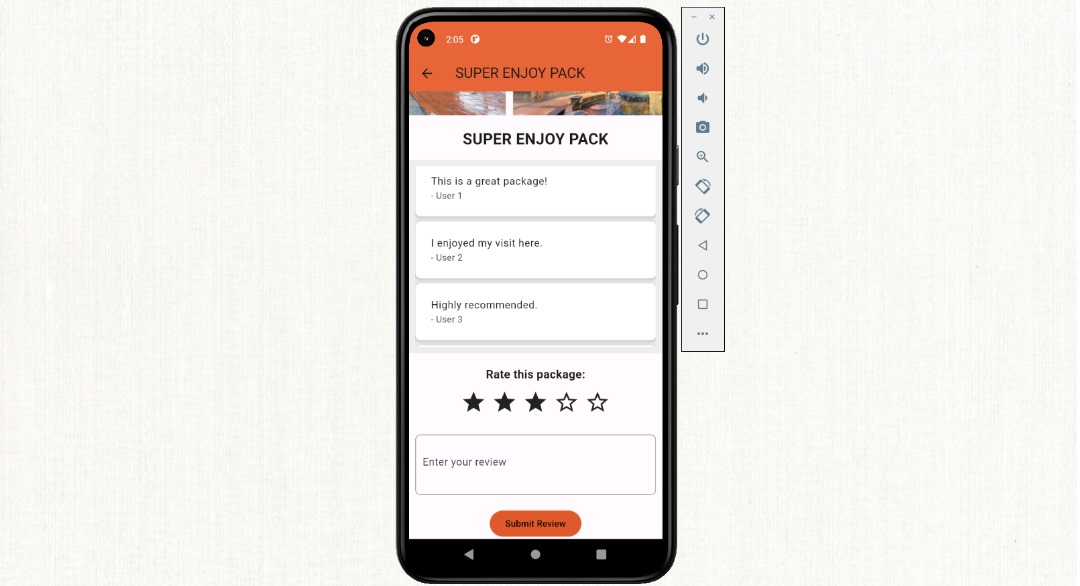 2:05
SUPER ENJOY PACK
SUPER ENJOY PACK
This is a great package!
- User 1
I enjoyed my visit here.
- User 2
Highly recommended.
- User 3
Rate this package:
Enter your review
Submit Review